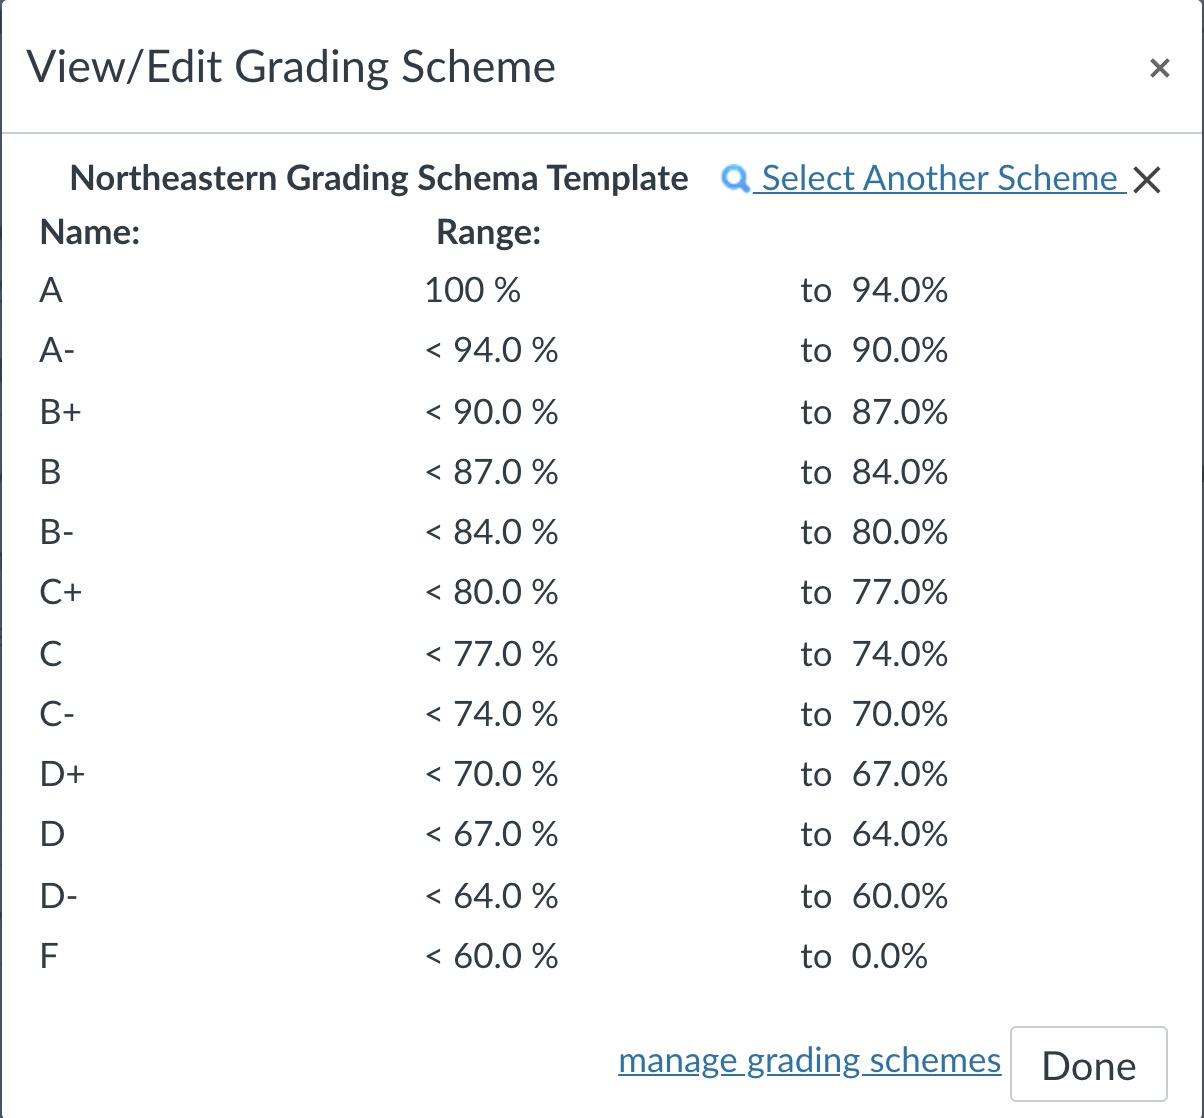 View/Edit Grading Scheme ×
Northeastern Grading Schema Template Select Another Scheme ×
Name: Range:
A 100 % to 94.0%
A- < 94.0 % to 90.0%
B+ < 90.0 % to 87.0%
B < 87.0 % to 84.0%
B- < 84.0 % to 80.0%
C+ < 80.0 % to 77.0%
C < 77.0 % to 74.0%
C- < 74.0 % to 70.0%
D+ < 70.0 % to 67.0%
D < 67.0 % to 64.0%
D- < 64.0 % to 60.0%
F < 60.0 % to 0.0%
manage grading schemes Done